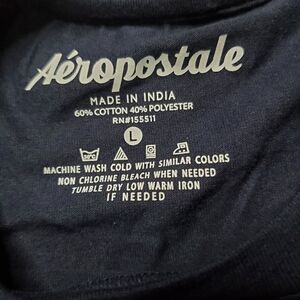 Aéropostale
MADE IN INDIA
60% COTTON 40% POLYESTER
RN#155511
L
MACHINE WASH COLD WITH SIMILAR COLORS
NON CHLORINE BLEACH WHEN NEEDED
TUMBLE DRY LOW WARM IRON
IF NEEDED